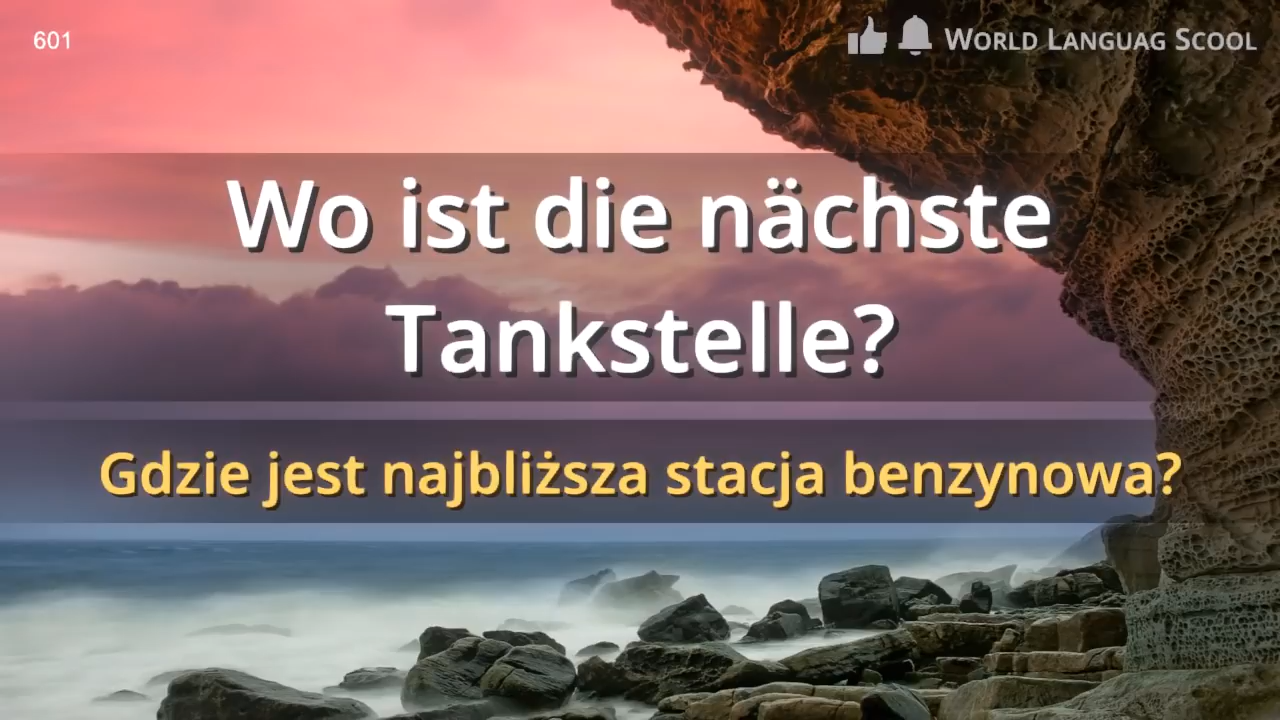 601
WORLD LANGUAG SCOOL
Wo ist die nächste
Tankstelle?
Gdzie jest najbliższa stacja benzynowa?